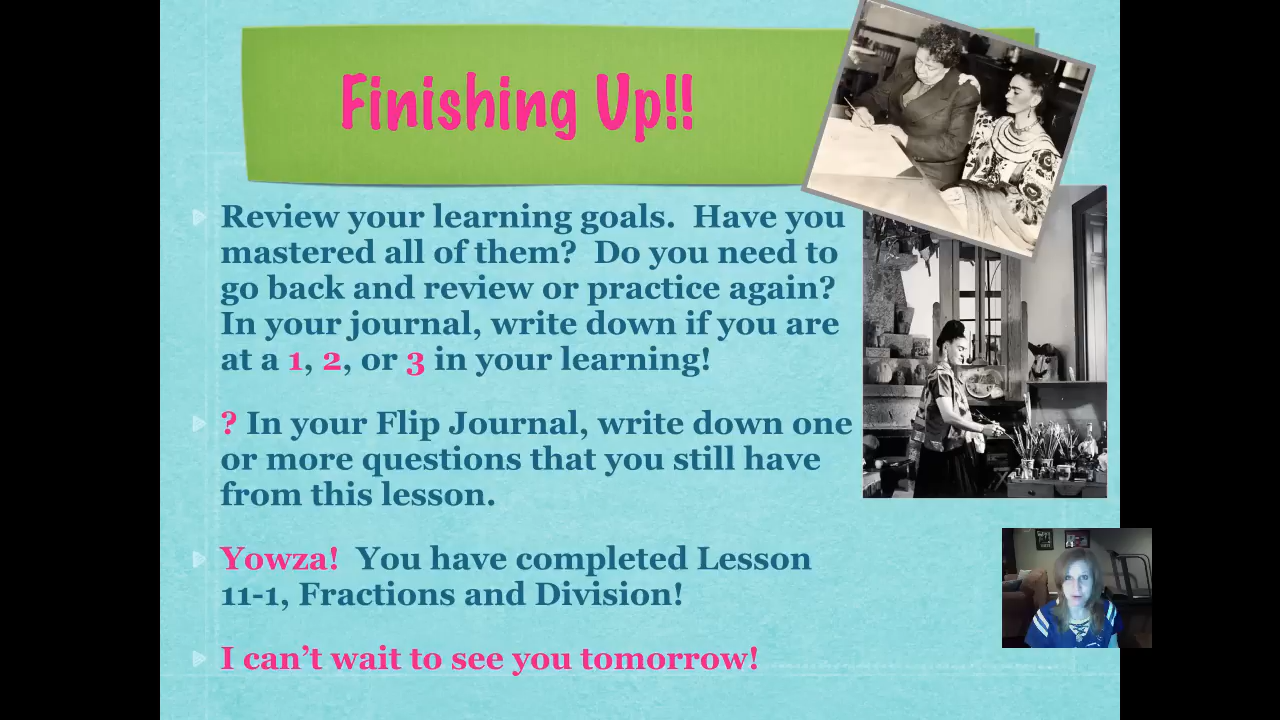 Finishing Up!!
Review your learning goals.  Have you
mastered all of them?  Do you need to
go back and review or practice again?
In your journal, write down if you are
at a 1, 2, or 3 in your learning!
? In your Flip Journal, write down one
or more questions that you still have
from this lesson.
Yowza!  You have completed Lesson
11-1, Fractions and Division!
I can’t wait to see you tomorrow!